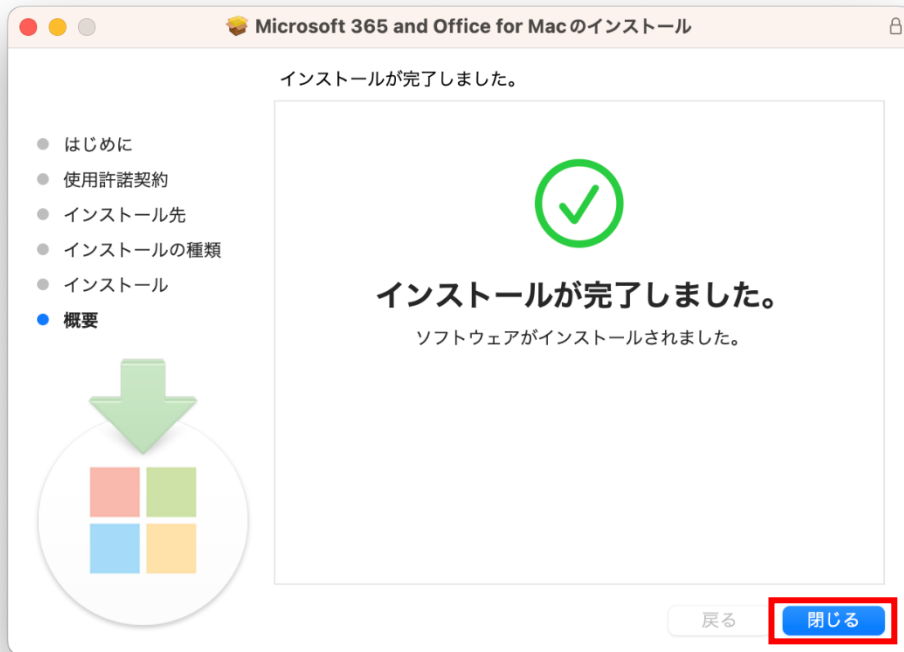 Microsoft 365 and Office for Macのインストール
インストールが完了しました。
はじめに
使用許諾契約
インストール先
インストールの種類
インストール
概要
インストールが完了しました。
ソフトウェアがインストールされました。
戻る
閉じる